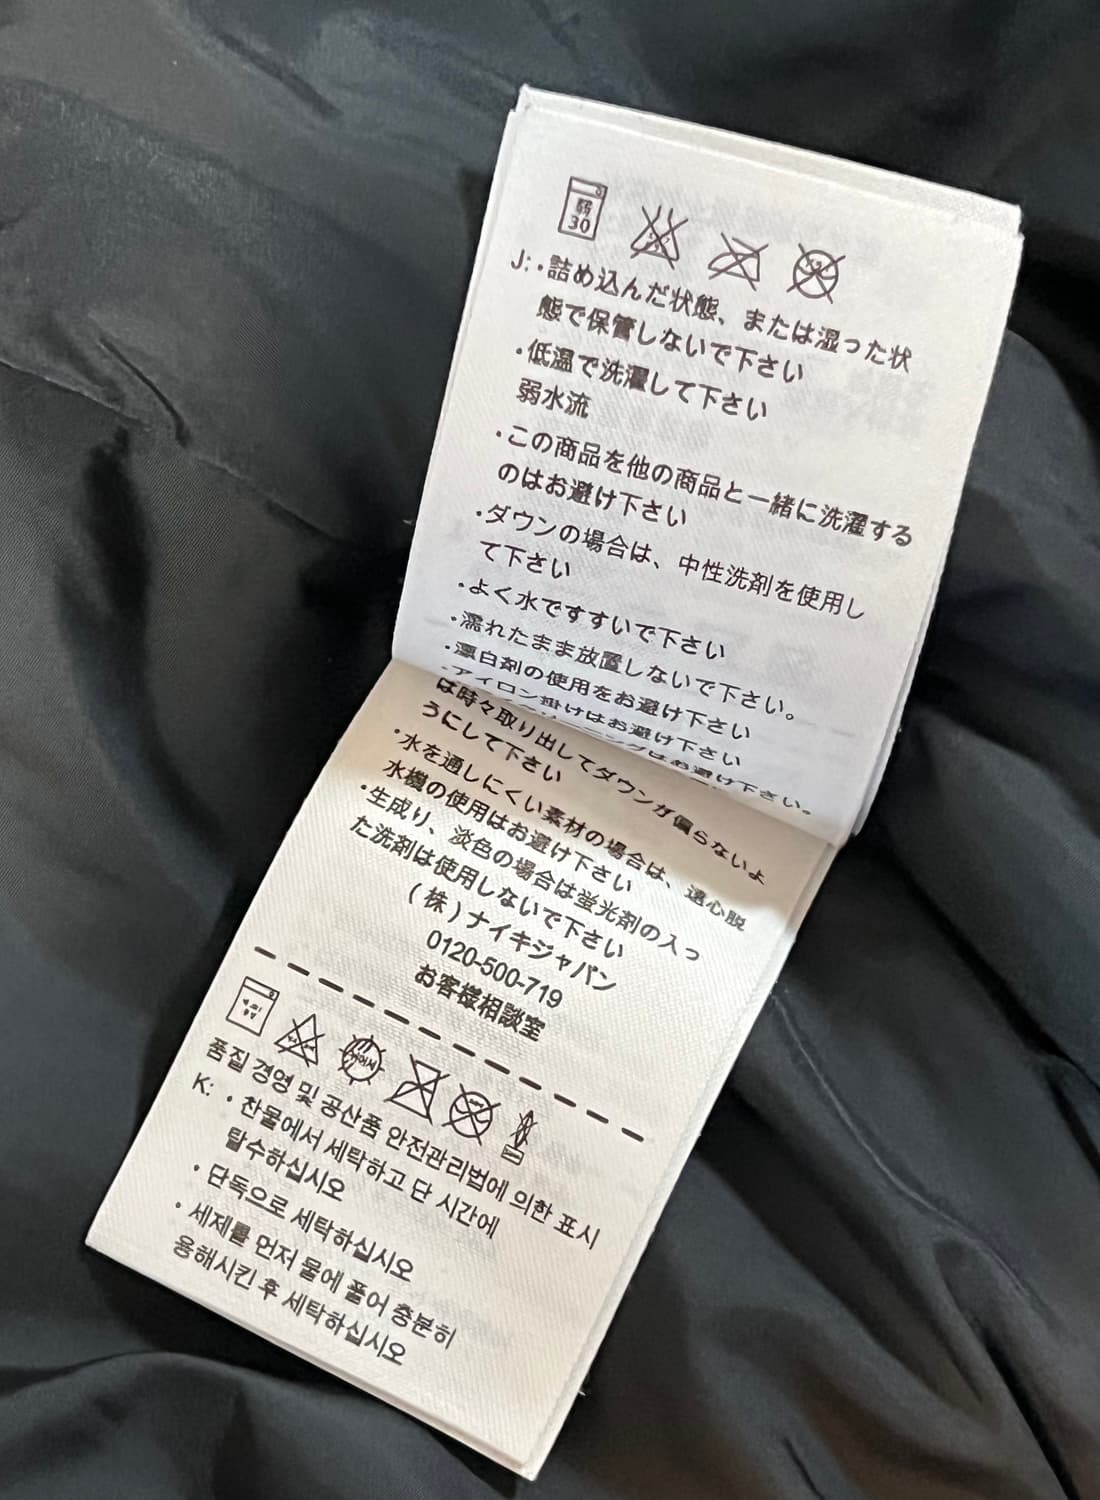 弱
30
J:・詰め込んだ状態、または湿った状
態で保管しないで下さい
・低温で洗濯して下さい
弱水流
・この商品を他の商品と一緒に洗濯する
のはお避け下さい
・ダウンの場合は、中性洗剤を使用し
て下さい
・よく水ですすいで下さい
・濡れたまま放置しないで下さい。
・漂白剤の使用をお避け下さい
・アイロン掛けはお避け下さい
ーニングはお避け下さい。
は時々取り出してダウンが偏らないよ
うにして下さい
・水を通しにくい素材の場合は、遠心脱
水機の使用はお避け下さい
・生成り、淡色の場合は蛍光剤の入っ
た洗剤は使用しないで下さい
(株)ナイキジャパン
0120-500-719
お客様相談室
품질 경영 및 공산품 안전관리법에 의한 표시
K: ・찬물에서 세탁하고 단 시간에
탈수하십시오
・단독으로 세탁하십시오
・세제를 먼저 물에 풀어 충분히
용해시킨 후 세탁하십시오